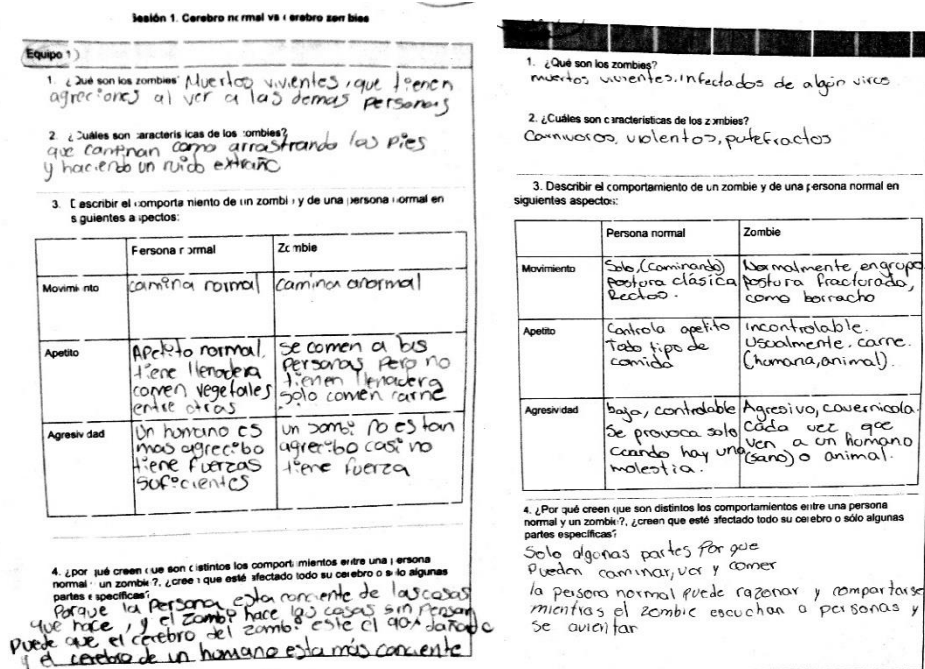 Sesión 1. Cerebro normal vs cerebro zombies
Equipo 1)
1. ¿Qué son los zombies? Muertos vivientes, que tienen
agreciones al ver a las demas personas
2. ¿Cuáles son características de los zombies?
que caminan como arrastrando los pies
y haciendo un ruido extraño
3. Describir el comportamiento de un zombi y de una persona normal en
siguientes aspectos:
Persona normal Zombie
Movimiento camina normal camina anormal
Apetito Apetito normal. se comen a las
tiene llenadera personas pero no
comen vegetales tienen llenadera
entre otras solo comen carne
Agresividad Un humano es un zombi no es tan
mas agrecibo agrecibo casi no
tiene fuerzas tiene fuerza
suficientes
4. ¿por qué creen que son distintos los comportamientos entre una persona
normal y un zombie?, ¿creen que esté afectado todo su cerebro o sólo algunas
partes específicas?
Porque la persona esta conciente de las cosas
que hace, y el zombi hace las cosas sin pensar
Puede que el cerebro del zombi este el 90% dañado
y el cerebro de un humano esta más conciente
1. ¿Qué son los zombies?
muertos vivientes, infectados de algún virus
2. ¿Cuáles son características de los zombies?
Carnivoros, violentos, putefractos
3. Describir el comportamiento de un zombie y de una persona normal en
siguientes aspectos:
Persona normal Zombie
Movimiento Solo, (caminando) Normalmente en grupo
postura clásica postura fracturada,
Rectos. como borracho
Apetito Controla apetito incontrolable.
Todo tipo de Usualmente, carne.
comida (humana, animal).
Agresividad baja, controlable Agresivo, cavernicola.
Se provoca solo Cada vez que
cuando hay una ven a un humano
molestia. (sano) o animal.
4. ¿Por qué creen que son distintos los comportamientos entre una persona
normal y un zombie?, ¿creen que esté afectado todo su cerebro o sólo algunas
partes específicas?
Solo algunas partes por que
Pueden caminar, ver y comer
la persona normal puede razonar y comportarse
mientras el zombie escuchan a personas y
se avientan